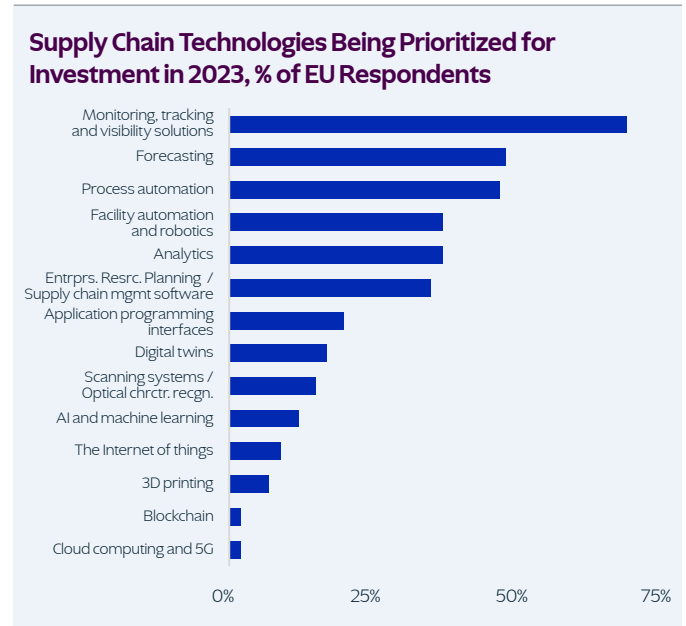 Supply Chain Technologies Being Prioritized for
Investment in 2023, % of EU Respondents
Monitoring, tracking
and visibility solutions
Forecasting
Process automation
Facility automation
and robotics
Analytics
Entrprs. Resrc. Planning /
Supply chain mgmt software
Application programming
interfaces
Digital twins
Scanning systems /
Optical chrctr. recgn.
AI and machine learning
The Internet of things
3D printing
Blockchain
Cloud computing and 5G
0% 25% 50% 75%